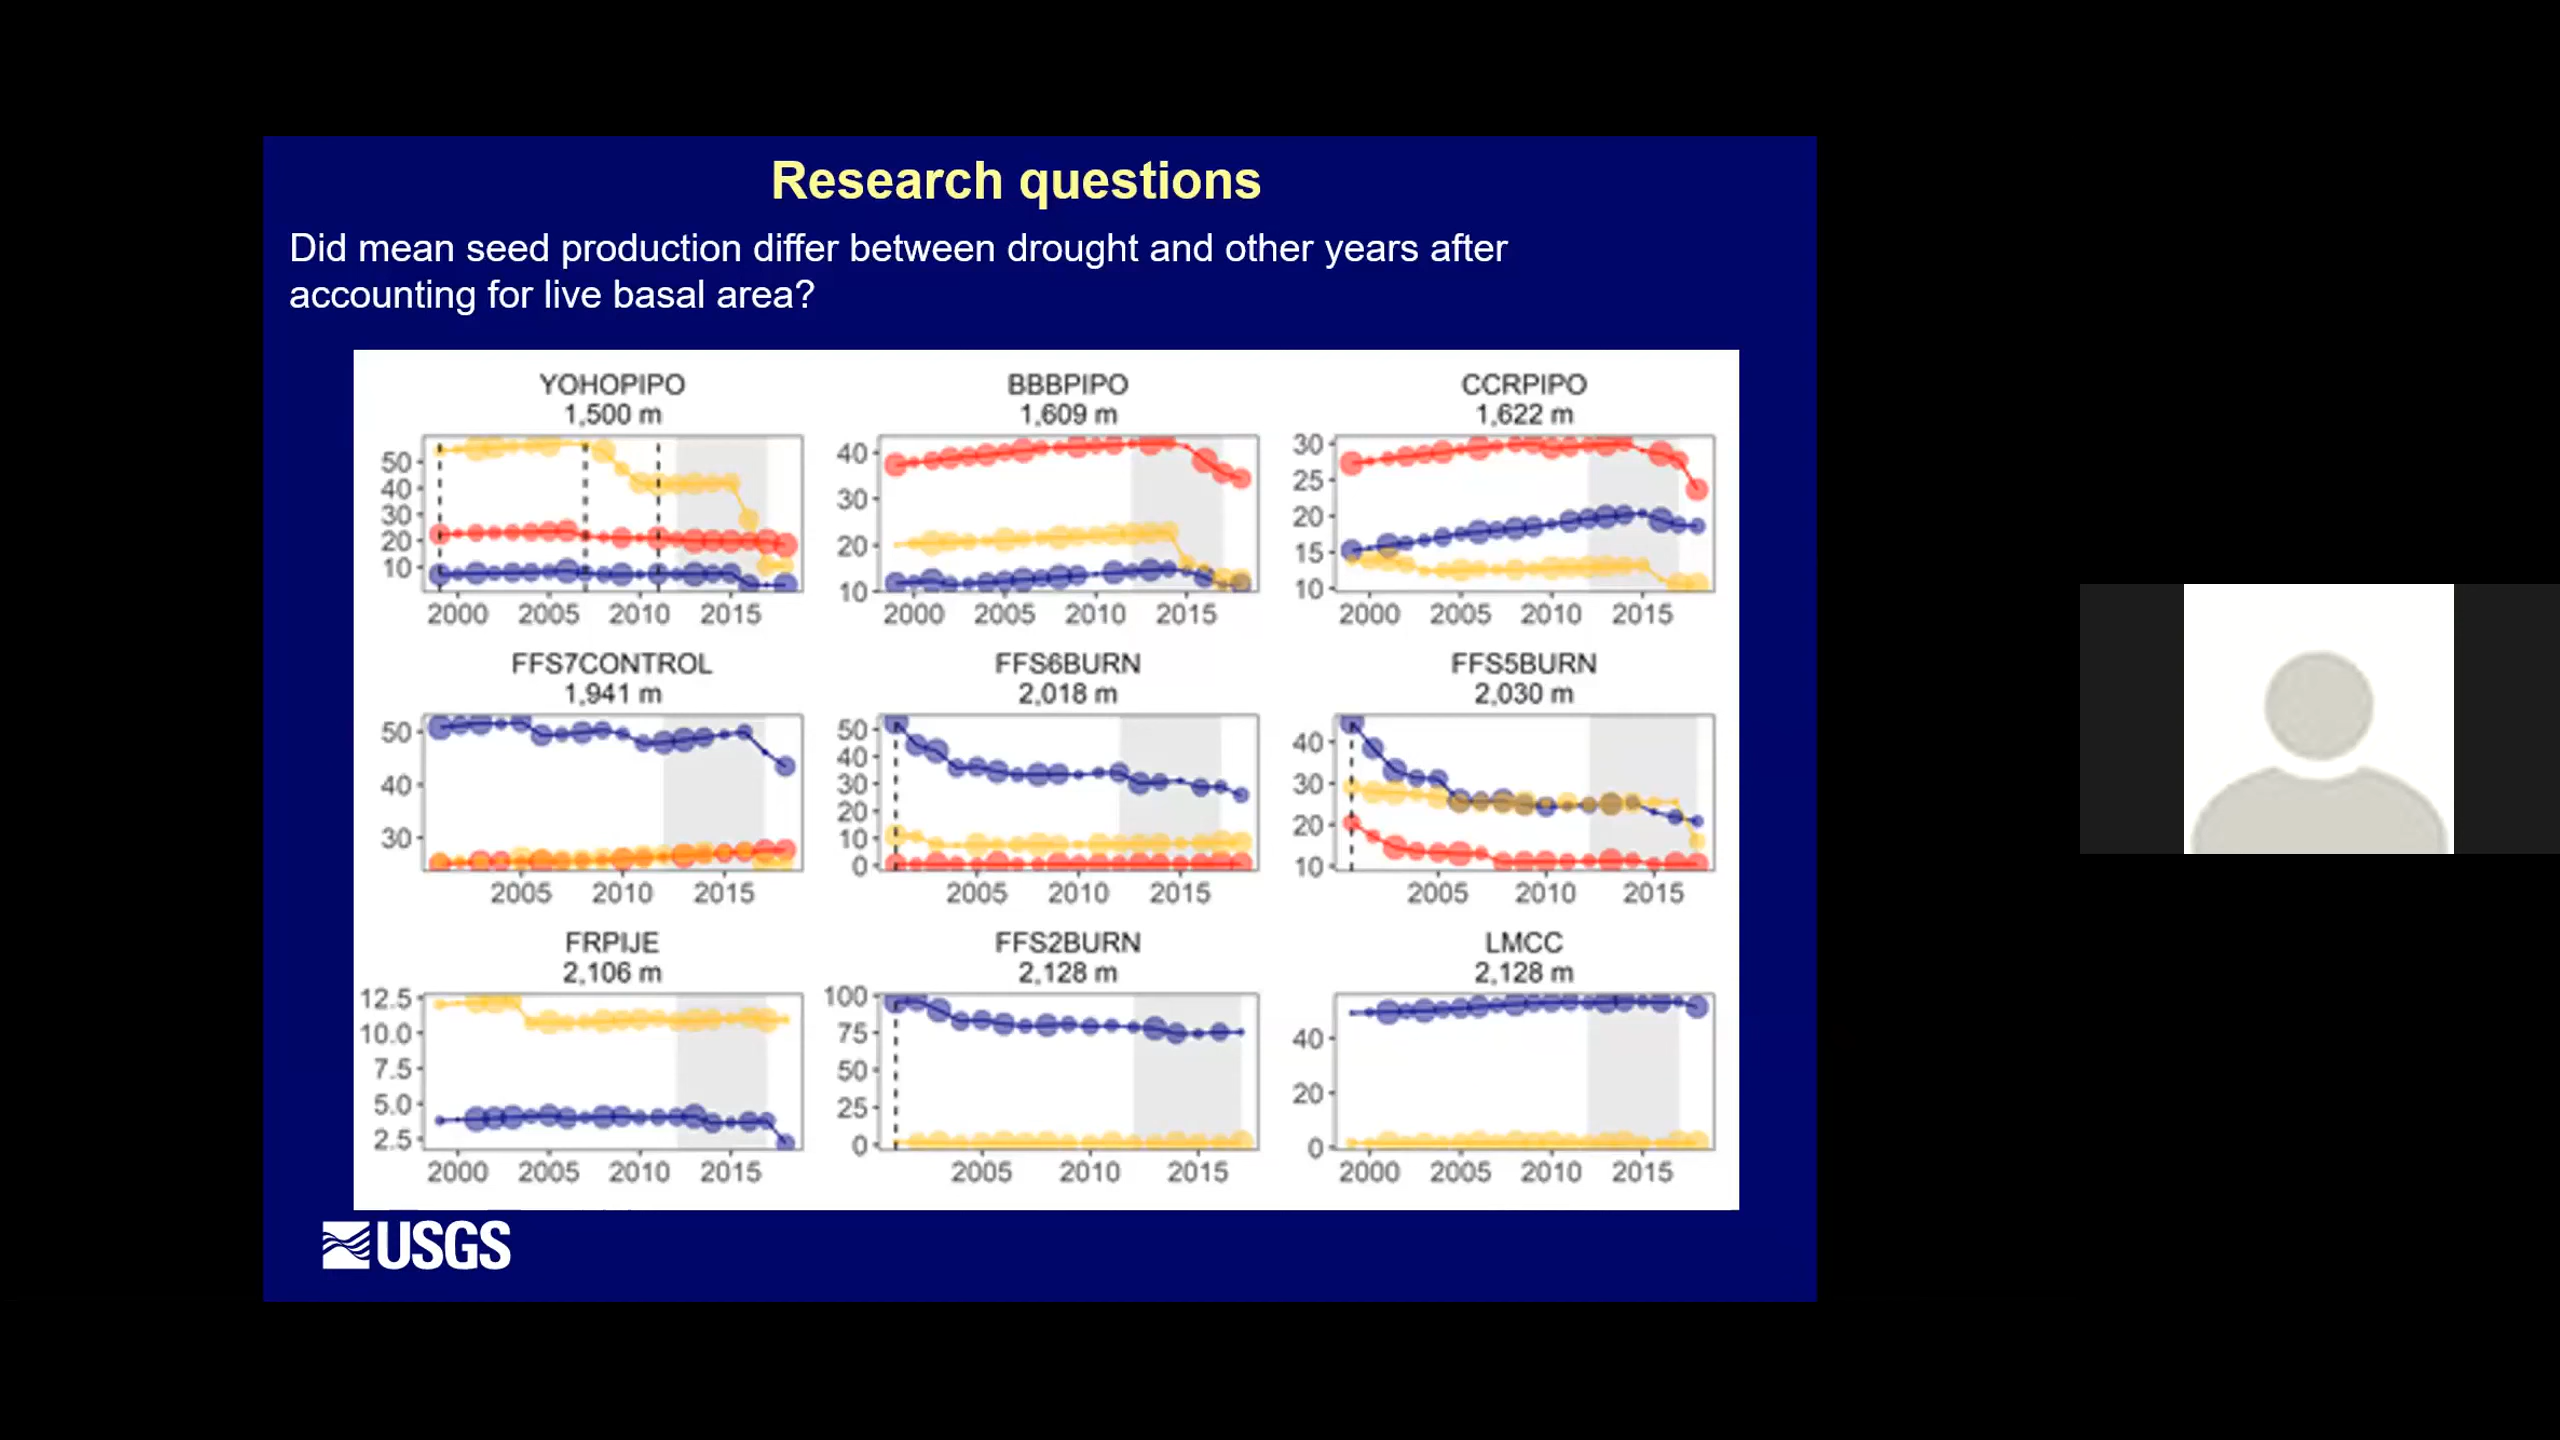 Research questions
Did mean seed production differ between drought and other years after
accounting for live basal area?
YOHOPIPO
1,500 m
50
40
30
20
10
2000 2005 2010 2015
BBBPIPO
1,609 m
40
30
20
10
2000 2005 2010 2015
CCRPIPO
1,622 m
30
25
20
15
10
2000 2005 2010 2015
FFS7CONTROL
1,941 m
50
40
30
2005 2010 2015
FFS6BURN
2,018 m
50
40
30
20
10
0
2005 2010 2015
FFS5BURN
2,030 m
40
30
20
10
2005 2010 2015
FRPIJE
2,106 m
12.5
10.0
7.5
5.0
2.5
2000 2005 2010 2015
FFS2BURN
2,128 m
100
75
50
25
0
2005 2010 2015
LMCC
2,128 m
40
20
0
2000 2005 2010 2015
USGS